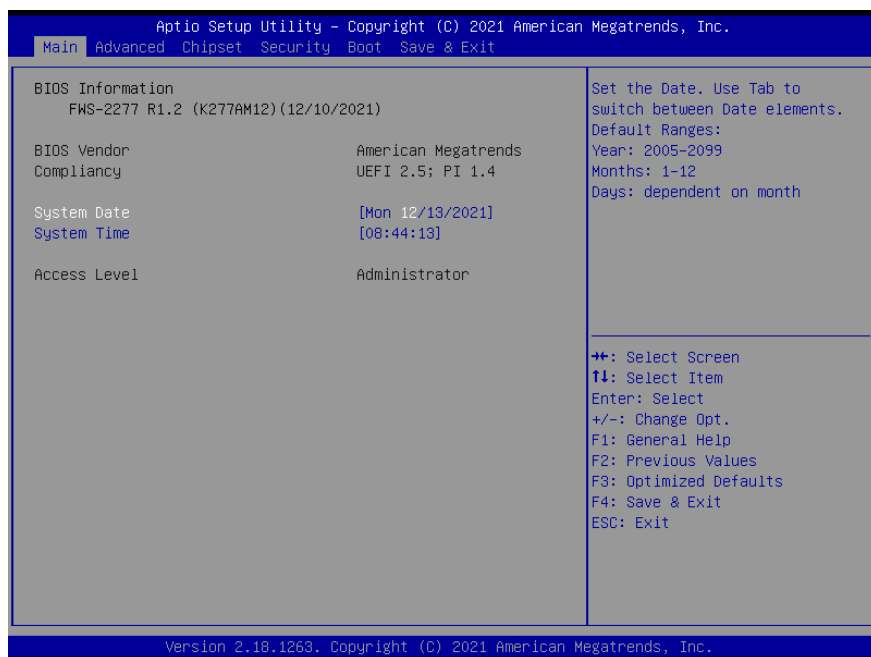 Aptio Setup Utility – Copyright (C) 2021 American Megatrends, Inc.
Main Advanced Chipset Security Boot Save & Exit
BIOS Information
FWS-2277 R1.2 (K277AM12)(12/10/2021)
BIOS Vendor American Megatrends
Compliancy UEFI 2.5; PI 1.4
System Date [Mon 12/13/2021]
System Time [08:44:13]
Access Level Administrator
Set the Date. Use Tab to
switch between Date elements.
Default Ranges:
Year: 2005-2099
Months: 1-12
Days: dependent on month
→←: Select Screen
↑↓: Select Item
Enter: Select
+/-: Change Opt.
F1: General Help
F2: Previous Values
F3: Optimized Defaults
F4: Save & Exit
ESC: Exit
Version 2.18.1263. Copyright (C) 2021 American Megatrends, Inc.